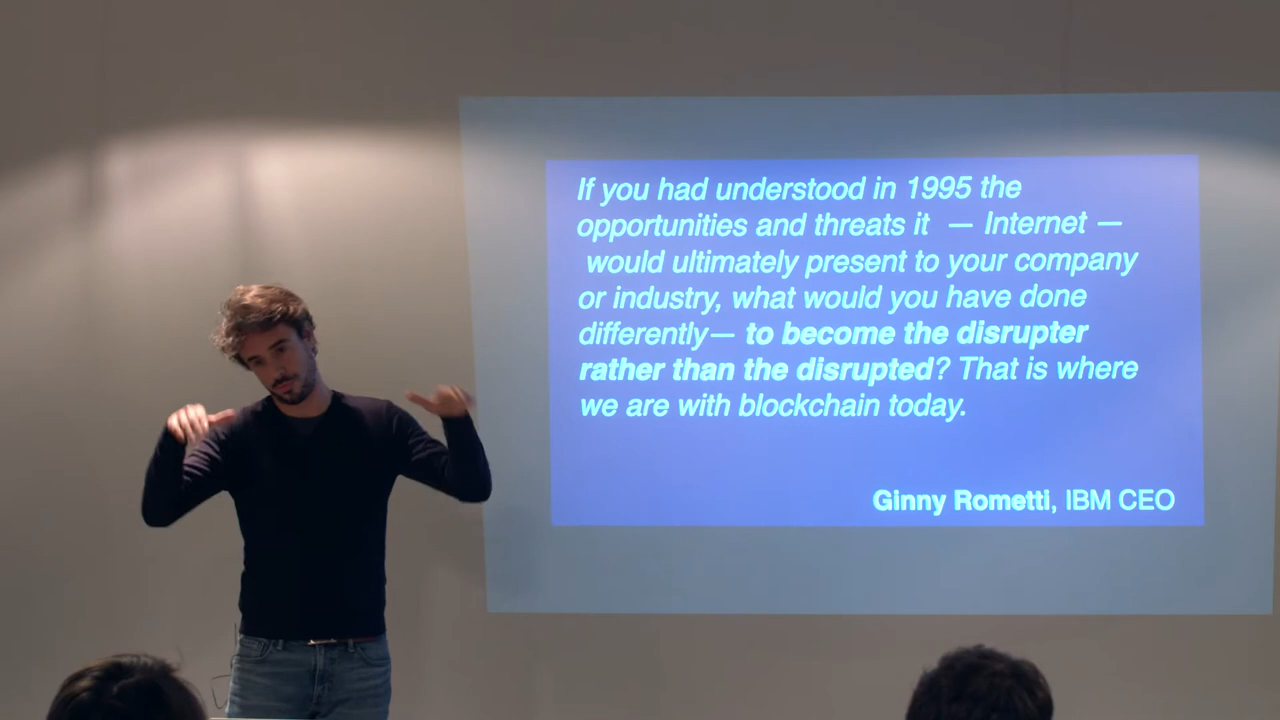 If you had understood in 1995 the
opportunities and threats it — Internet —
would ultimately present to your company
or industry, what would you have done
differently— to become the disrupter
rather than the disrupted? That is where
we are with blockchain today.
Ginny Rometti, IBM CEO